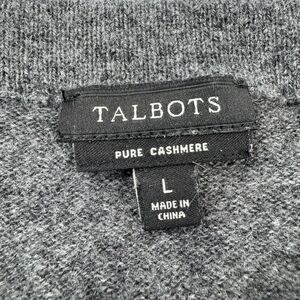 TALBOTS
PURE CASHMERE
L
MADE IN
CHINA